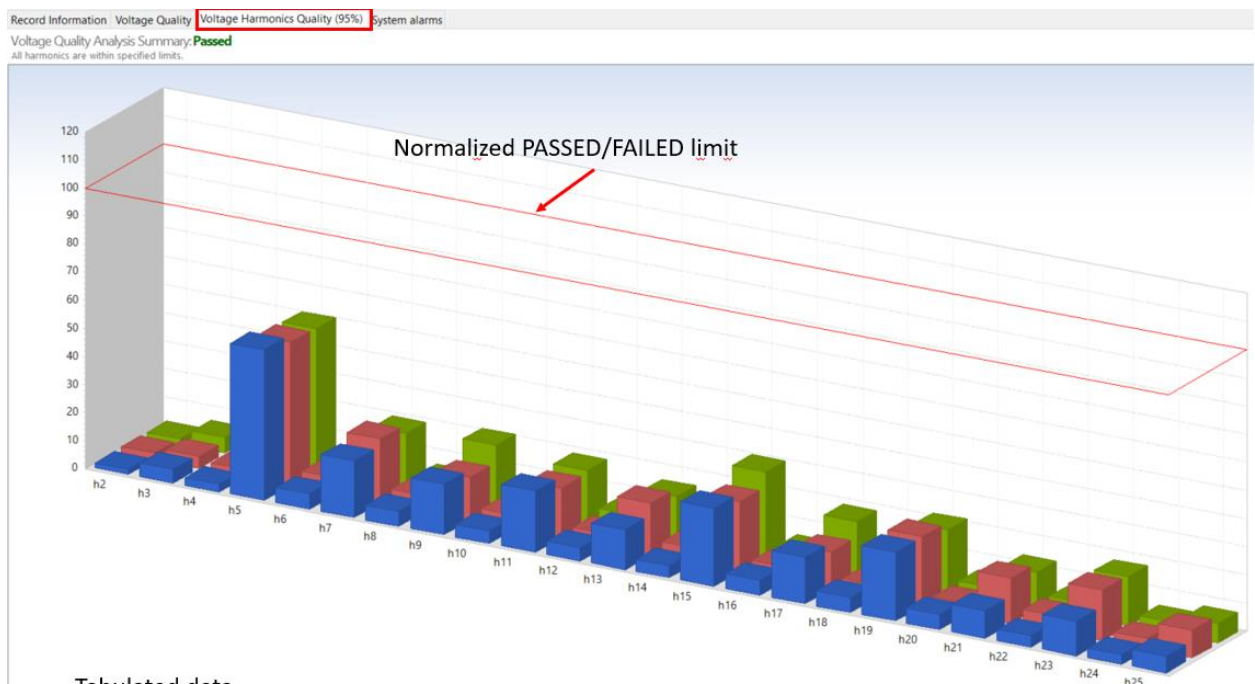 Record Information Voltage Quality Voltage Harmonics Quality (95%) System alarms
Voltage Quality Analysis Summary: Passed
All harmonics are within specified limits.
Normalized PASSED/FAILED limit
120
110
100
90
80
70
60
50
40
30
20
10
0
h2
h3
h4
h5
h6
h7
h8
h9
h10
h11
h12
h13
h14
h15
h16
h17
h18
h19
h20
h21
h22
h23
h24
h25
Tabulated data